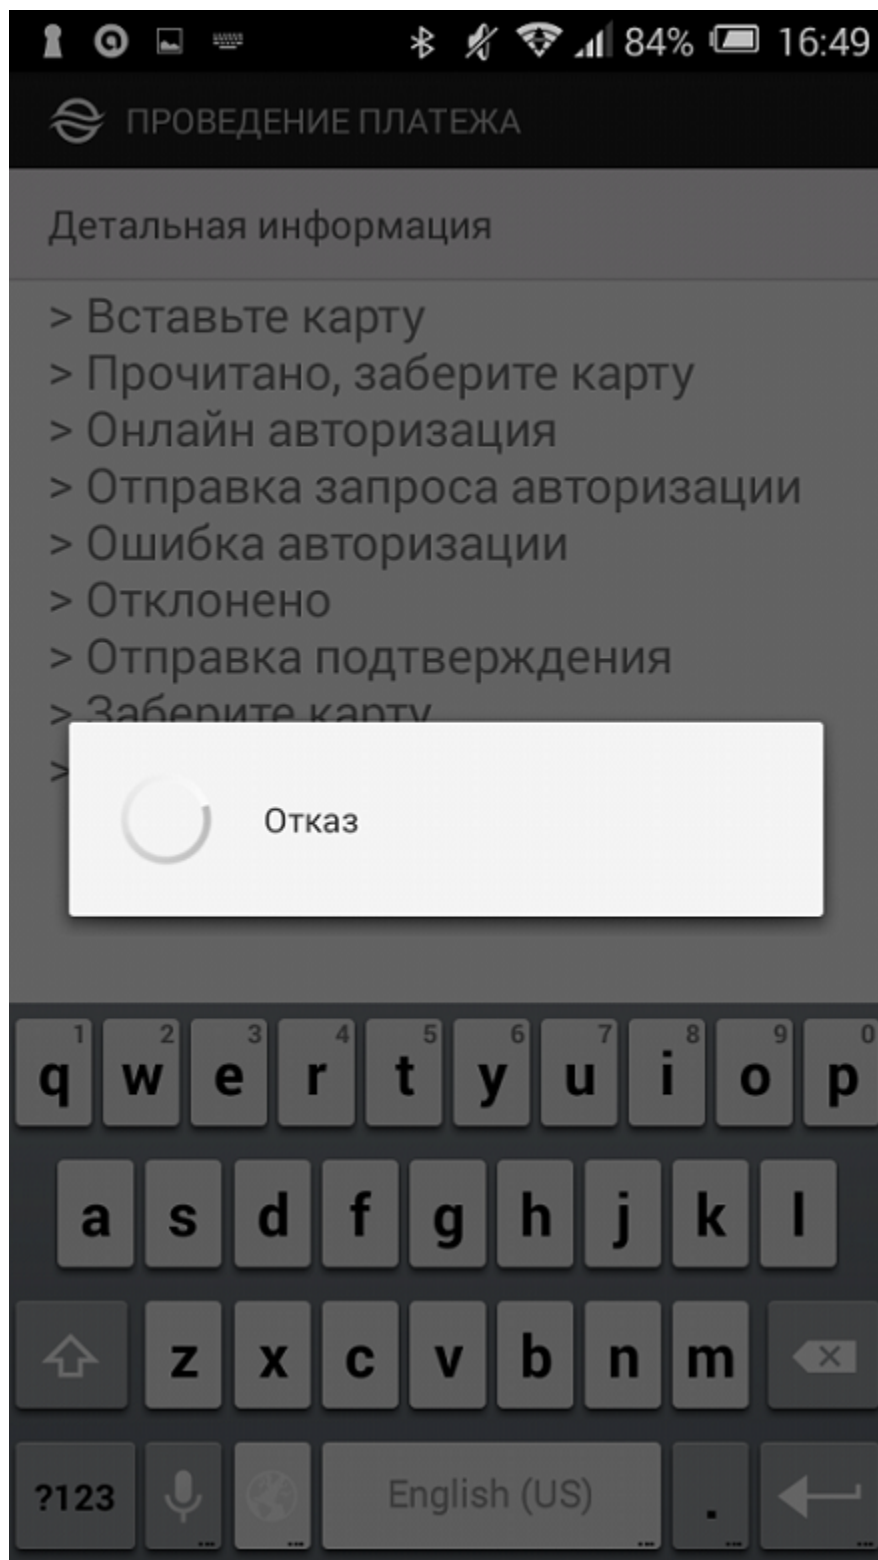 84% 16:49
ПРОВЕДЕНИЕ ПЛАТЕЖА
Детальная информация
> Вставьте карту
> Прочитано, заберите карту
> Онлайн авторизация
> Отправка запроса авторизации
> Ошибка авторизации
> Отклонено
> Отправка подтверждения
> Заберите карту
>
Отказ
1 2 3 4 5 6 7 8 9 0
q w e r t y u i o p
a s d f g h j k l
z x c v b n m
?123 English (US) .